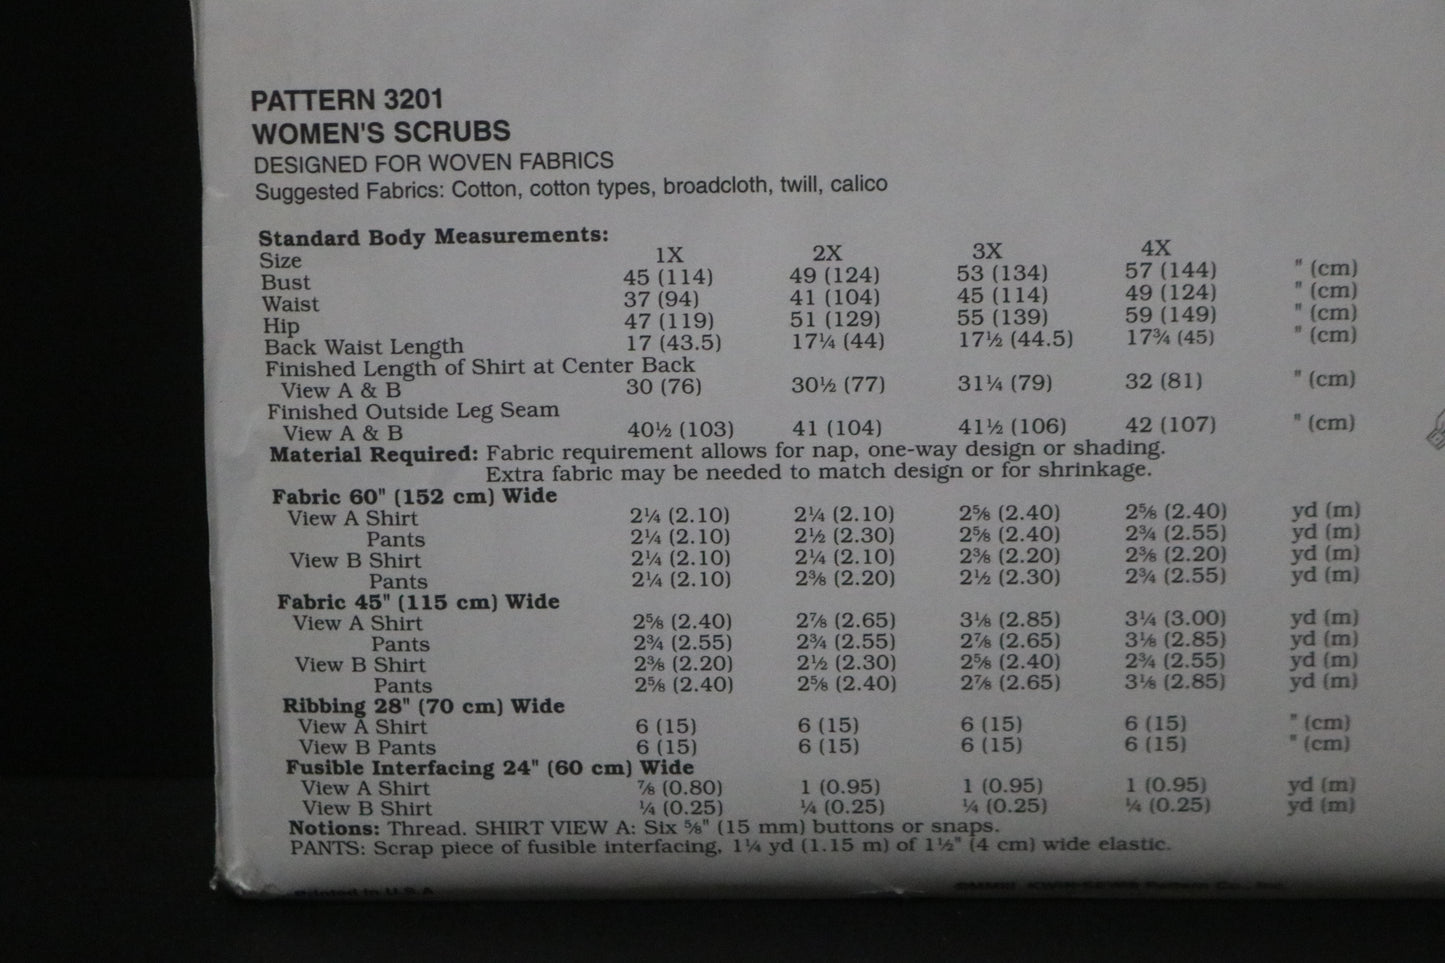 PATTERN 3201
WOMEN'S SCRUBS
DESIGNED FOR WOVEN FABRICS
Suggested Fabrics: Cotton, cotton types, broadcloth, twill, calico
Standard Body Measurements:
Size 1X 2X 3X 4X
Bust 45 (114) 49 (124) 53 (134) 57 (144) " (cm)
Waist 37 (94) 41 (104) 45 (114) 49 (124) " (cm)
Hip 47 (119) 51 (129) 55 (139) 59 (149) " (cm)
Back Waist Length 17 (43.5) 17¼ (44) 17½ (44.5) 17¾ (45) " (cm)
Finished Length of Shirt at Center Back
View A & B 30 (76) 30½ (77) 31¼ (79) 32 (81) " (cm)
Finished Outside Leg Seam
View A & B 40½ (103) 41 (104) 41½ (106) 42 (107) " (cm)
Material Required: Fabric requirement allows for nap, one-way design or shading.
Extra fabric may be needed to match design or for shrinkage.
Fabric 60" (152 cm) Wide
View A Shirt 2¼ (2.10) 2¼ (2.10) 2⅝ (2.40) 2⅝ (2.40) yd (m)
Pants 2¼ (2.10) 2½ (2.30) 2⅝ (2.40) 2¾ (2.55) yd (m)
View B Shirt 2¼ (2.10) 2¼ (2.10) 2⅜ (2.20) 2⅜ (2.20) yd (m)
Pants 2¼ (2.10) 2⅜ (2.20) 2½ (2.30) 2¾ (2.55) yd (m)
Fabric 45" (115 cm) Wide
View A Shirt 2⅝ (2.40) 2⅞ (2.65) 3⅛ (2.85) 3¼ (3.00) yd (m)
Pants 2¾ (2.55) 2¾ (2.55) 2⅞ (2.65) 3⅛ (2.85) yd (m)
View B Shirt 2⅜ (2.20) 2½ (2.30) 2⅝ (2.40) 2¾ (2.55) yd (m)
Pants 2⅝ (2.40) 2⅝ (2.40) 2⅞ (2.65) 3⅛ (2.85) yd (m)
Ribbing 28" (70 cm) Wide
View A Shirt 6 (15) 6 (15) 6 (15) 6 (15) " (cm)
View B Pants 6 (15) 6 (15) 6 (15) 6 (15) " (cm)
Fusible Interfacing 24" (60 cm) Wide
View A Shirt ⅞ (0.80) 1 (0.95) 1 (0.95) 1 (0.95) yd (m)
View B Shirt ¼ (0.25) ¼ (0.25) ¼ (0.25) ¼ (0.25) yd (m)
Notions: Thread. SHIRT VIEW A: Six ⅝" (15 mm) buttons or snaps.
PANTS: Scrap piece of fusible interfacing, 1¼ yd (1.15 m) of 1½" (4 cm) wide elastic.
Printed in U.S.A
KWIK-SEW® Pattern Co., Inc.